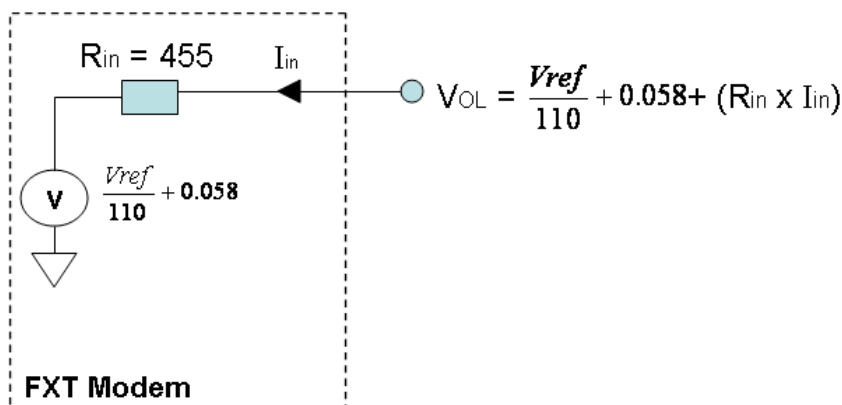 Rin = 455
Iin
VOL = Vref/110 + 0.058+ (Rin x Iin)
V
Vref/110 + 0.058
FXT Modem